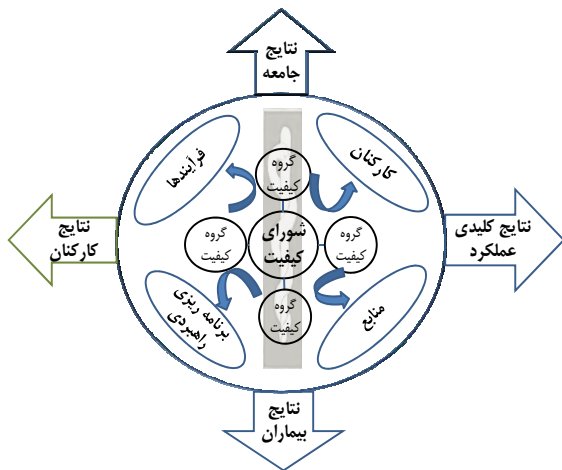 نتایج
جامعه
کارکنان
فرآیندها
گروه
کیفیت
نتایج کلیدی
عملکرد
گروه
کیفیت
شورای
کیفیت
گروه
کیفیت
نتایج
کارکنان
گروه
کیفیت
منابع
برنامه ریزی
راهبردی
نتایج
بیماران